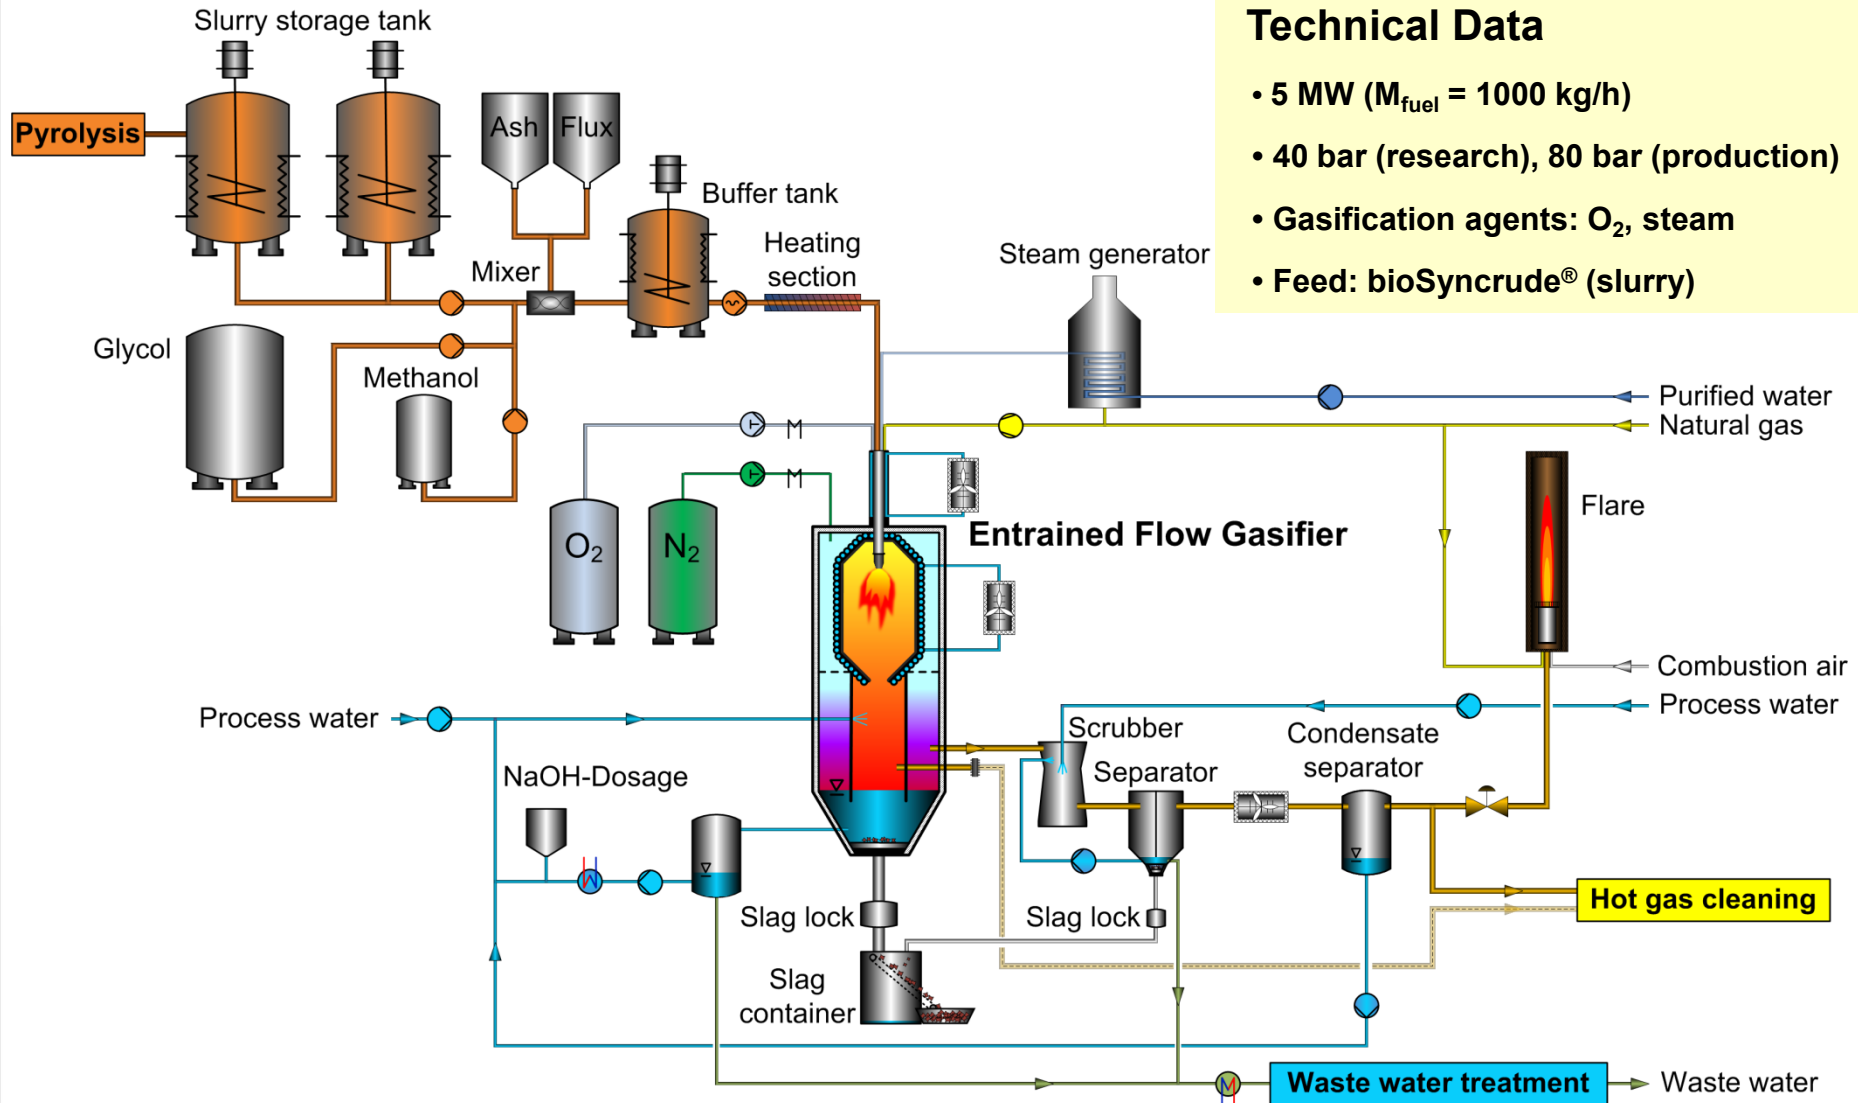 Slurry storage tank
Technical Data
• 5 MW (Mfuel = 1000 kg/h)
• 40 bar (research), 80 bar (production)
• Gasification agents: O2, steam
• Feed: bioSyncrude® (slurry)
Pyrolysis
Ash
Flux
Buffer tank
Heating
section
Mixer
Steam generator
Glycol
Methanol
Purified water
Natural gas
Flare
Entrained Flow Gasifier
O2
N2
Combustion air
Process water
Process water
Scrubber
Condensate
separator
Separator
NaOH-Dosage
Slag lock
Slag lock
Hot gas cleaning
Slag
container
Waste water treatment
Waste water